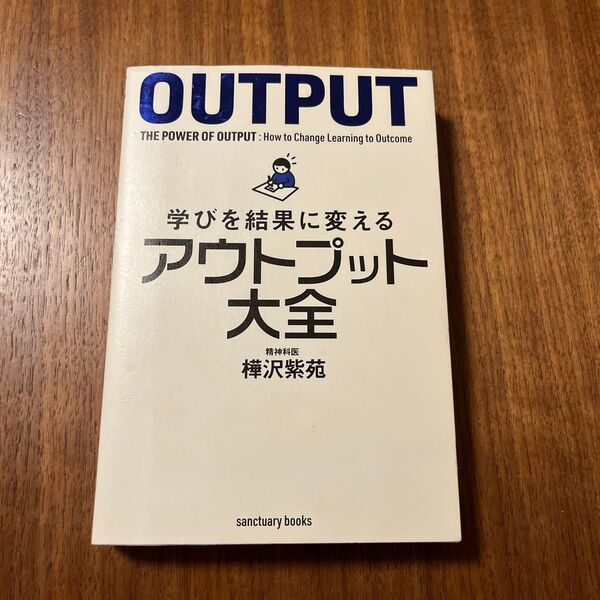 OUTPUT
THE POWER OF OUTPUT : How to Change Learning to Outcome
学びを結果に変える
アウトプット
大全
精神科医
樺沢紫苑
sanctuary books